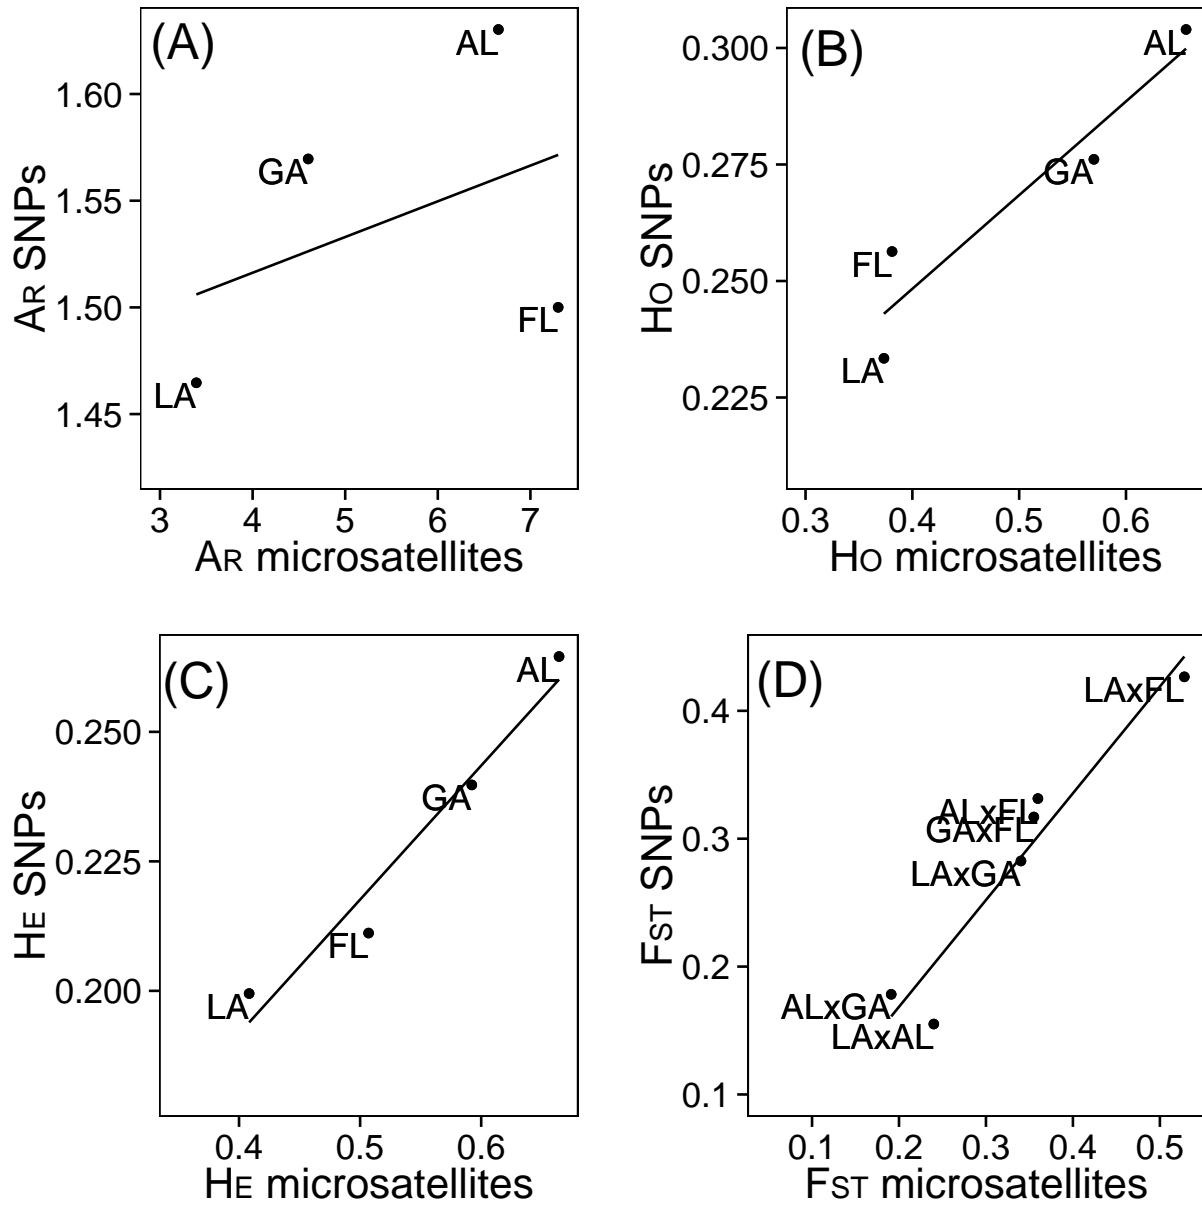 (A)
AL
GA
FL
LA
1.60
1.55
1.50
1.45
AR SNPs
3 4 5 6 7
AR microsatellites
(B)
AL
GA
FL
LA
0.300
0.275
0.250
0.225
HO SNPs
0.3 0.4 0.5 0.6
HO microsatellites
(C)
AL
GA
FL
LA
0.250
0.225
0.200
HE SNPs
0.4 0.5 0.6
HE microsatellites
(D)
LAxFL
ALxFL
GAxFL
LAxGA
ALxGA
LAxAL
0.4
0.3
0.2
0.1
FST SNPs
0.1 0.2 0.3 0.4 0.5
FST microsatellites